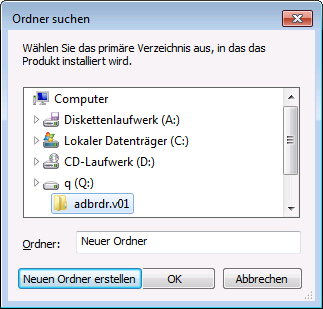 Ordner suchen
Wählen Sie das primäre Verzeichnis aus, in das das
Produkt installiert wird.
Computer
Diskettenlaufwerk (A:)
Lokaler Datenträger (C:)
CD-Laufwerk (D:)
q (Q:)
adbrdr.v01
Ordner: Neuer Ordner
Neuen Ordner erstellen OK Abbrechen